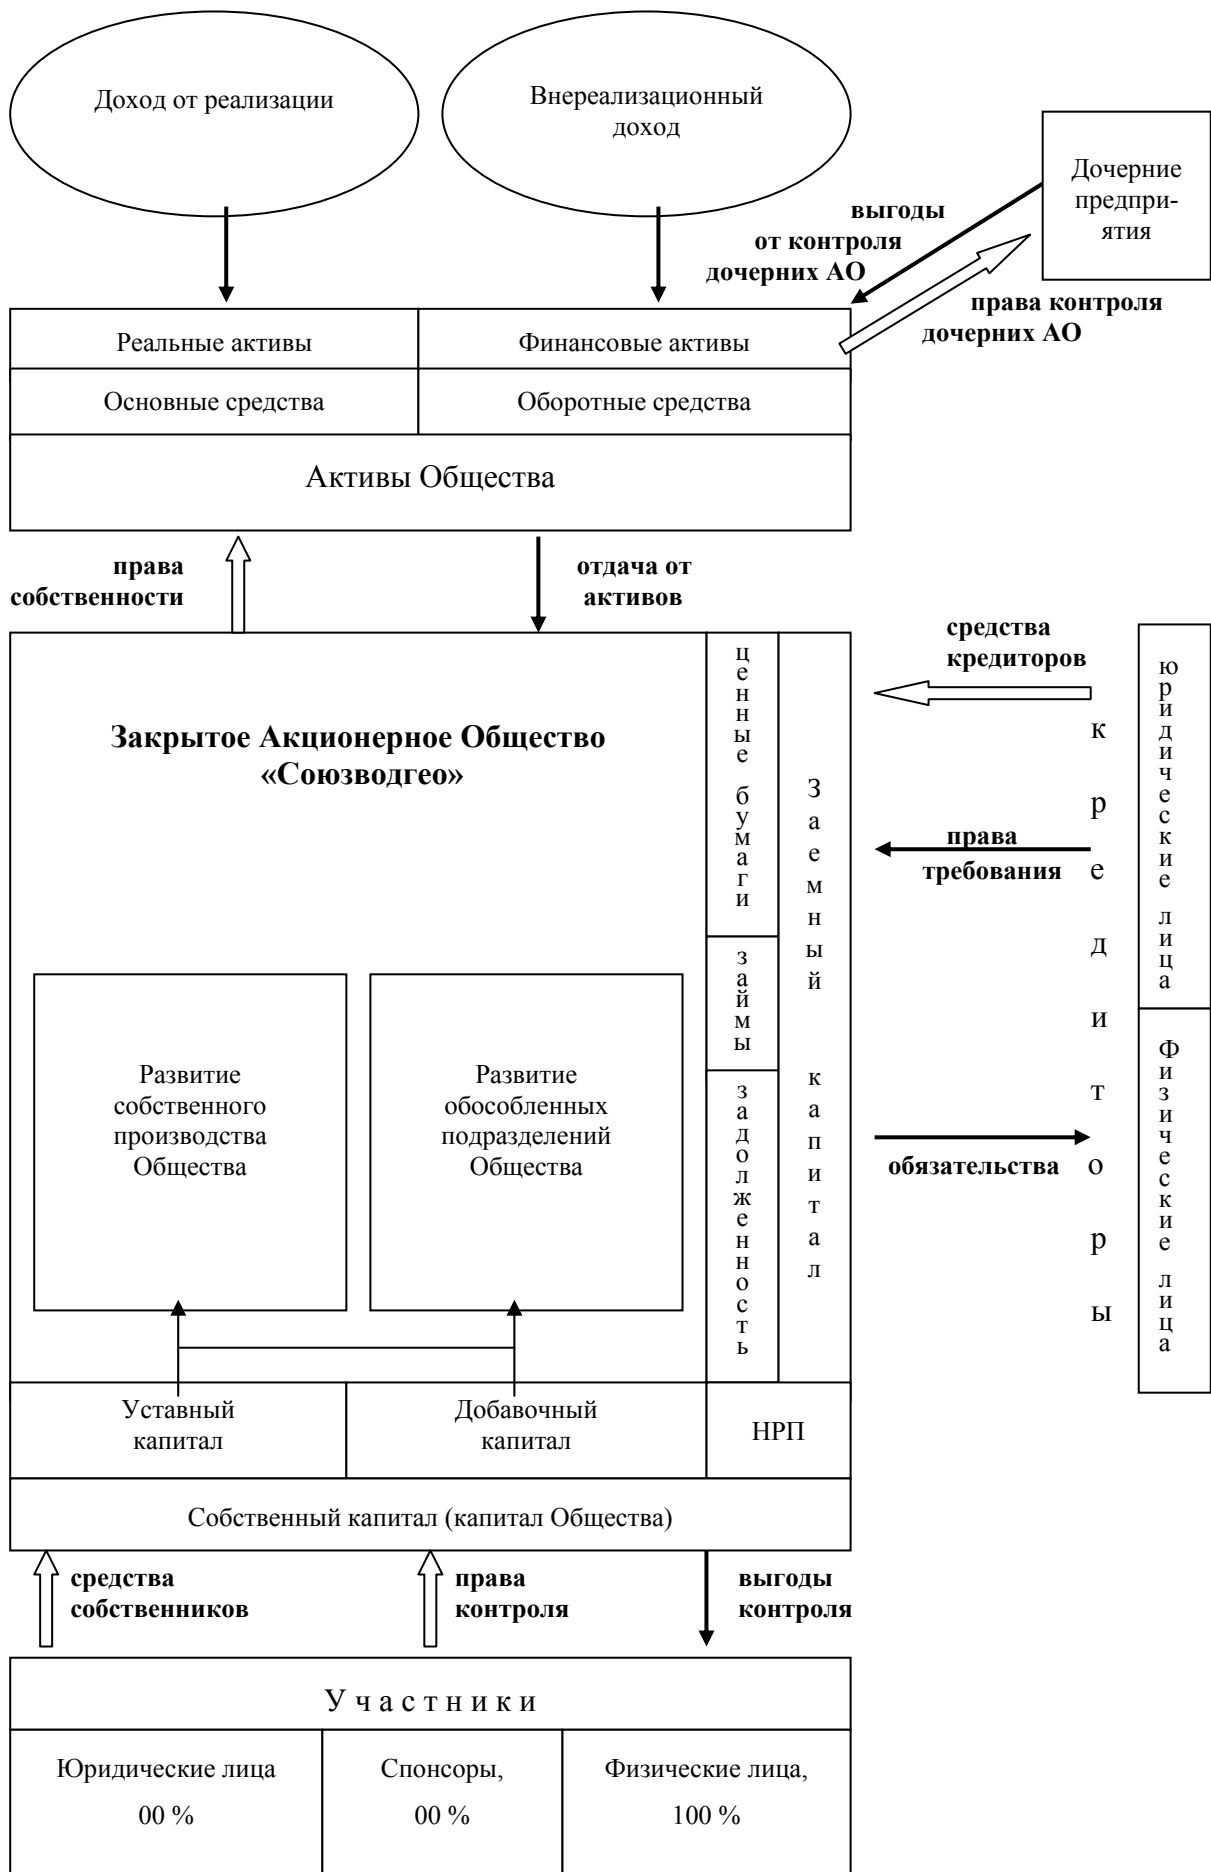 Доход от реализации
Внереализационный
доход
Дочерние
предпри-
ятия
выгоды
от контроля
дочерних АО
права контроля
дочерних АО
Реальные активы
Финансовые активы
Основные средства
Оборотные средства
Активы Общества
права
собственности
отдача от
активов
Закрытое Акционерное Общество
«Союзводгео»
ценные бумаги
займы
задолженность
Заемный капитал
средства
кредиторов
права
требования
обязательства
кредиторы
юридические лица
Физические лица
Развитие
собственного
производства
Общества
Развитие
обособленных
подразделений
Общества
Уставный
капитал
Добавочный
капитал
НРП
Собственный капитал (капитал Общества)
средства
собственников
права
контроля
выгоды
контроля
У ч а с т н и к и
Юридические лица
00 %
Спонсоры,
00 %
Физические лица,
100 %